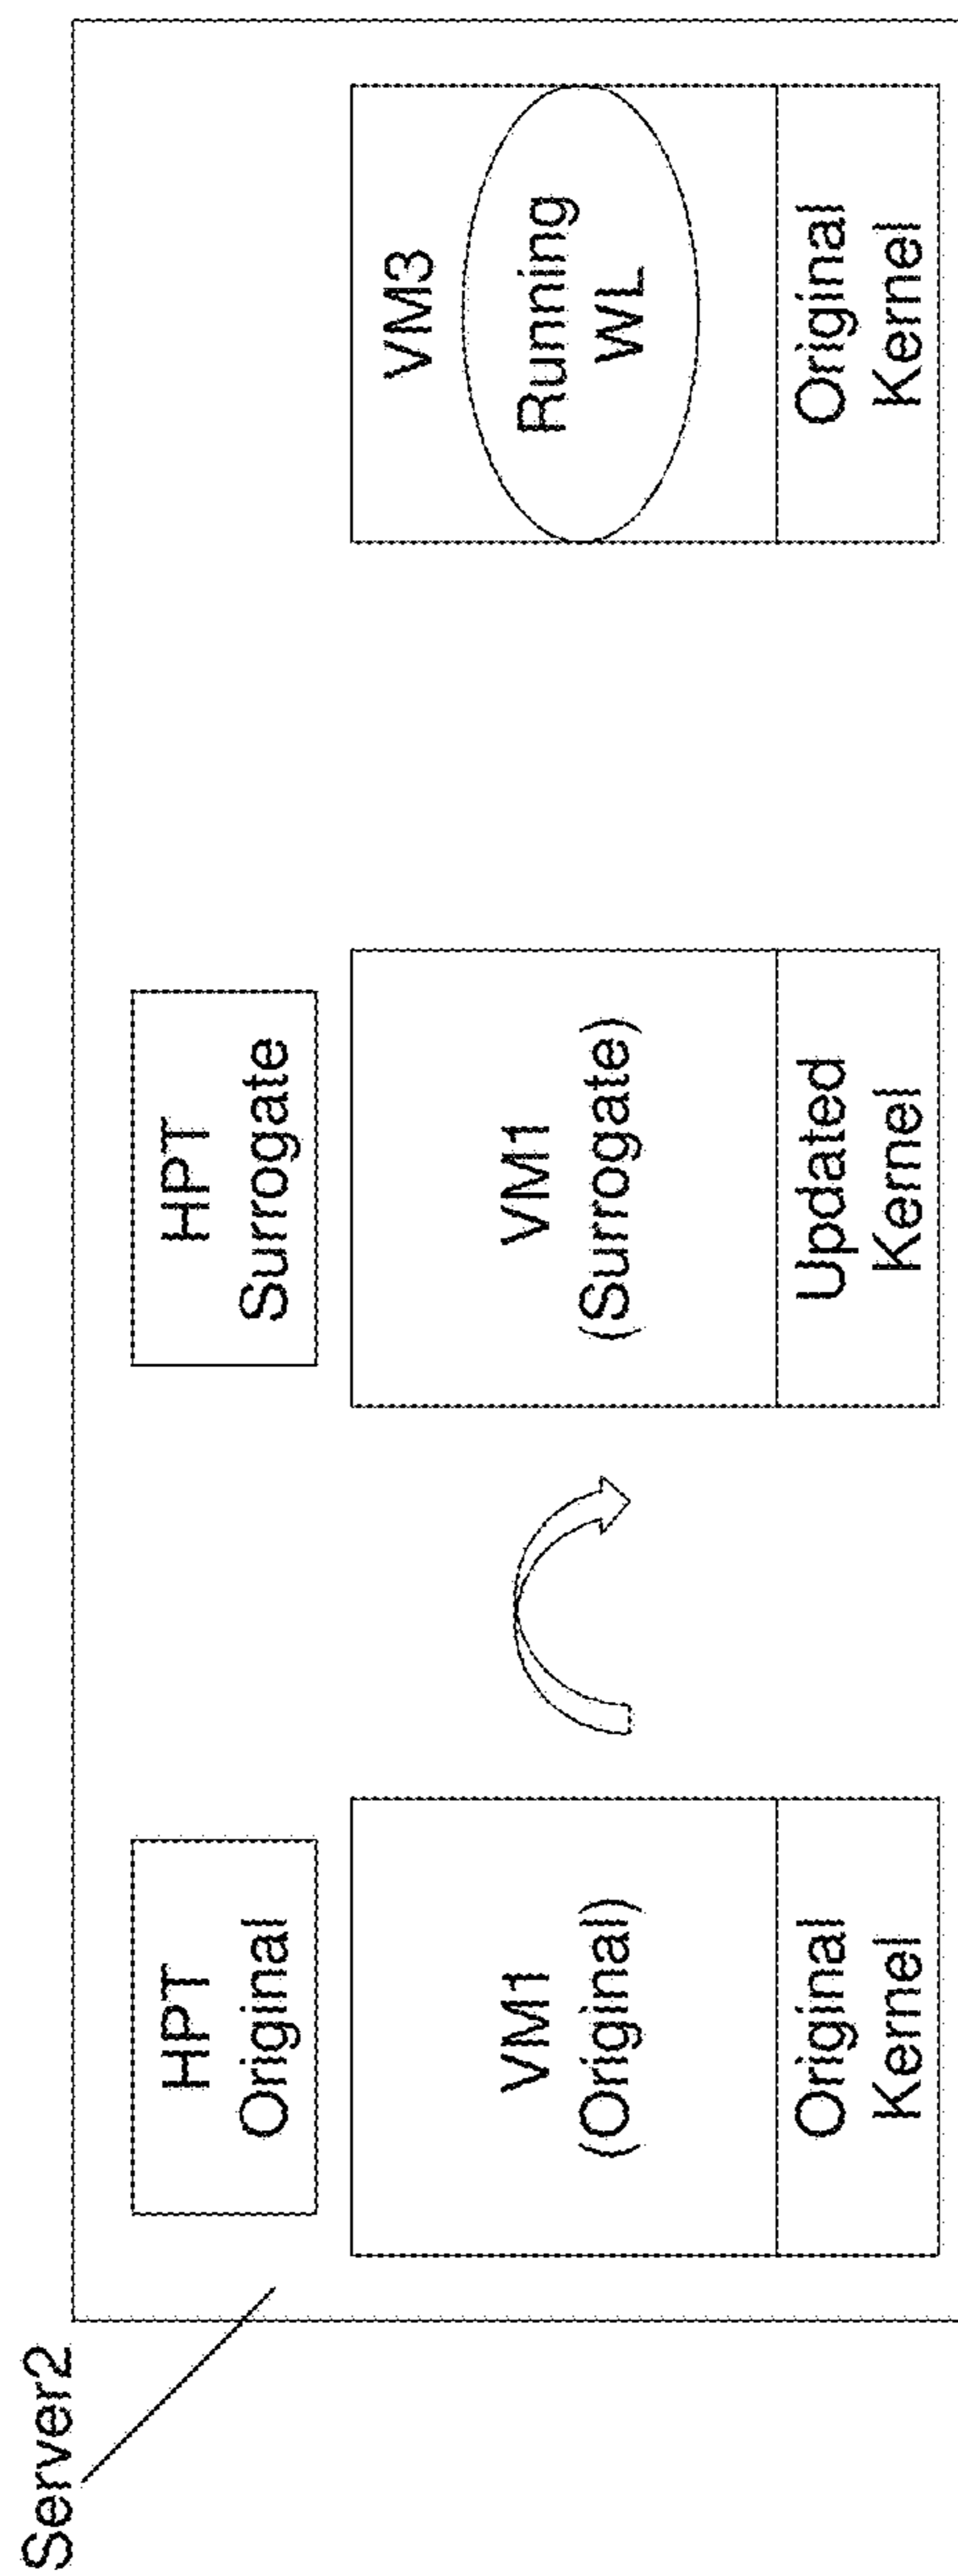 Server2
HPT
Original
VM1
(Original)
Original
Kernel
HPT
Surrogate
VM1
(Surrogate)
Updated
Kernel
VM3
Running
WL
Original
Kernel